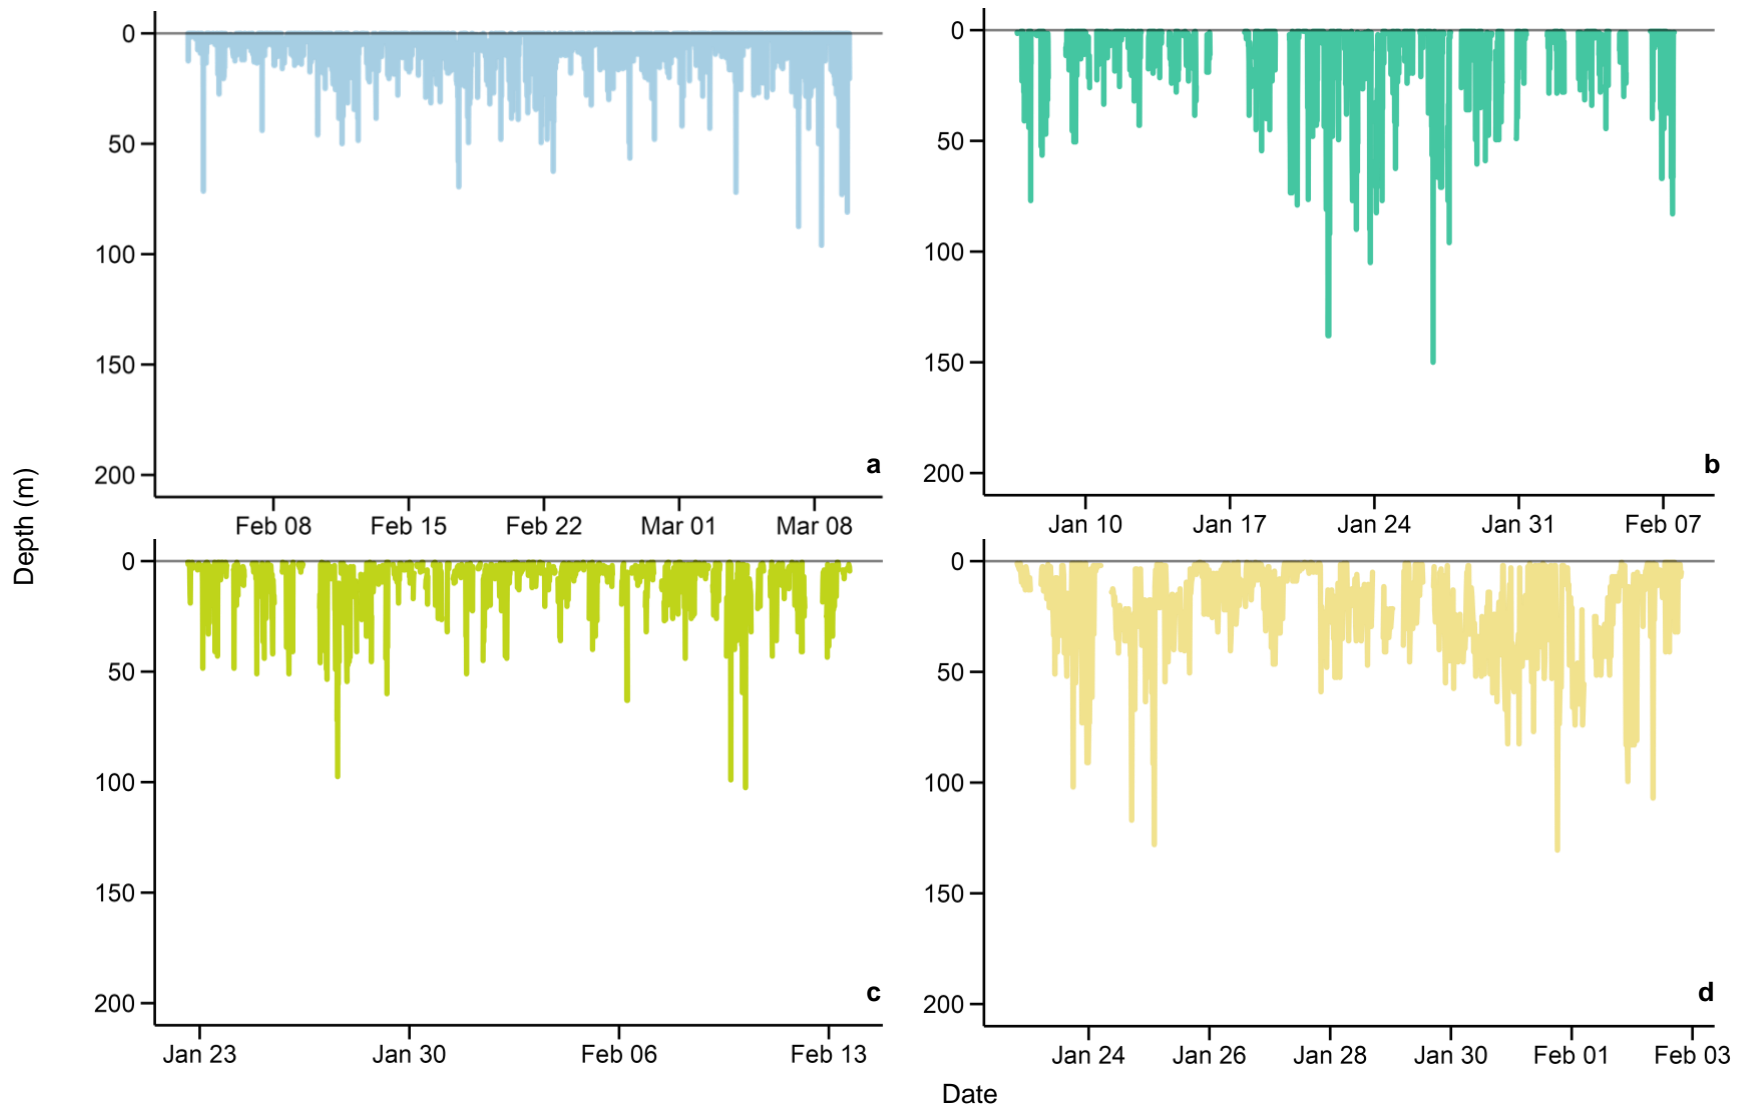 0
50
100
150
200
a
Feb 08 Feb 15 Feb 22 Mar 01 Mar 08
0
50
100
150
200
b
Jan 10 Jan 17 Jan 24 Jan 31 Feb 07
Depth (m)
0
50
100
150
200
c
Jan 23 Jan 30 Feb 06 Feb 13
0
50
100
150
200
d
Jan 24 Jan 26 Jan 28 Jan 30 Feb 01 Feb 03
Date